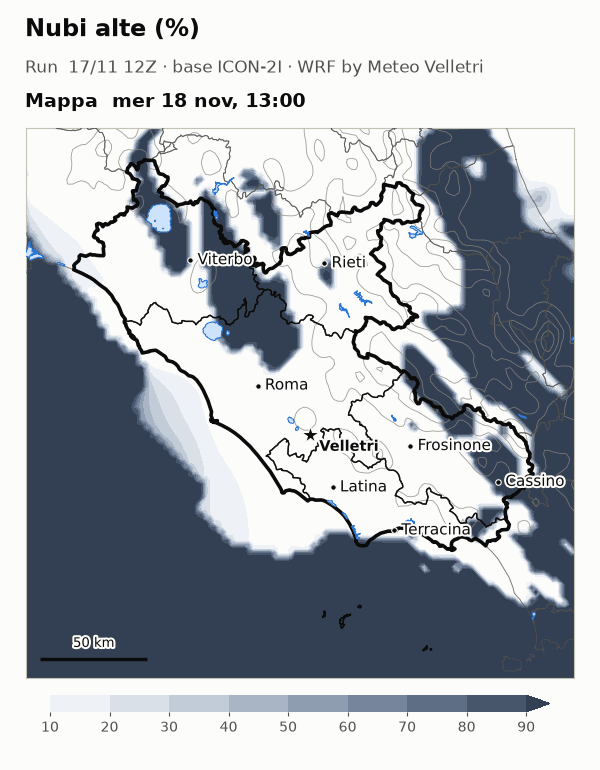 Nubi alte (%)
Run 17/11 12Z · base ICON-2I · WRF by Meteo Velletri
Mappa mer 18 nov, 13:00
Viterbo
Rieti
Roma
Velletri
Frosinone
Cassino
Latina
Terracina
50 km
10 20 30 40 50 60 70 80 90